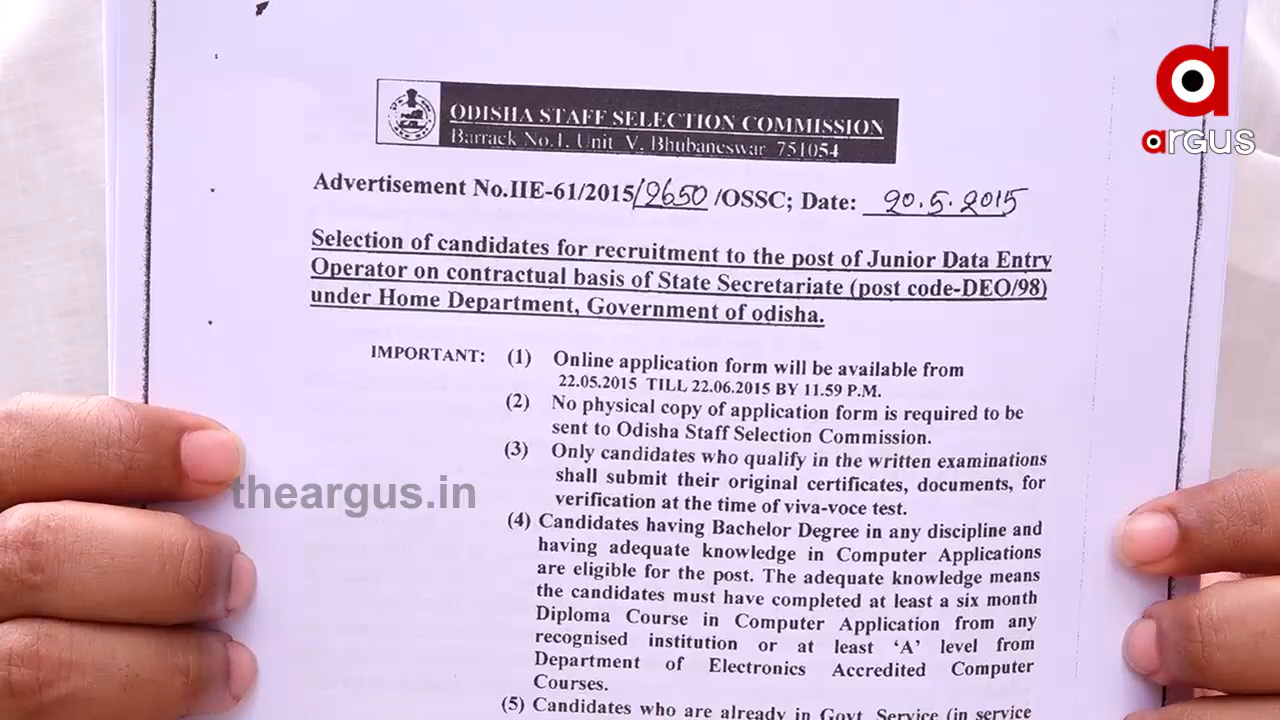 ODISHA STAFF SELECTION COMMISSION
Barrack No.1, Unit V, Bhubaneswar 751054
Advertisement No.IIE-61/2015/2650/OSSC; Date: 20.5.2015
Selection of candidates for recruitment to the post of Junior Data Entry
Operator on contractual basis of State Secretariate (post code-DEO/98)
under Home Department, Government of odisha.
IMPORTANT: (1) Online application form will be available from
22.05.2015 TILL 22.06.2015 BY 11.59 P.M.
(2) No physical copy of application form is required to be
sent to Odisha Staff Selection Commission.
(3) Only candidates who qualify in the written examinations
shall submit their original certificates, documents, for
verification at the time of viva-voce test.
(4) Candidates having Bachelor Degree in any discipline and
having adequate knowledge in Computer Applications
are eligible for the post. The adequate knowledge means
the candidates must have completed at least a six month
Diploma Course in Computer Application from any
recognised institution or at least ‘A’ level from
Department of Electronics Accredited Computer
Courses.
(5) Candidates who are already in Govt. Service (in service
argus
theargus.in